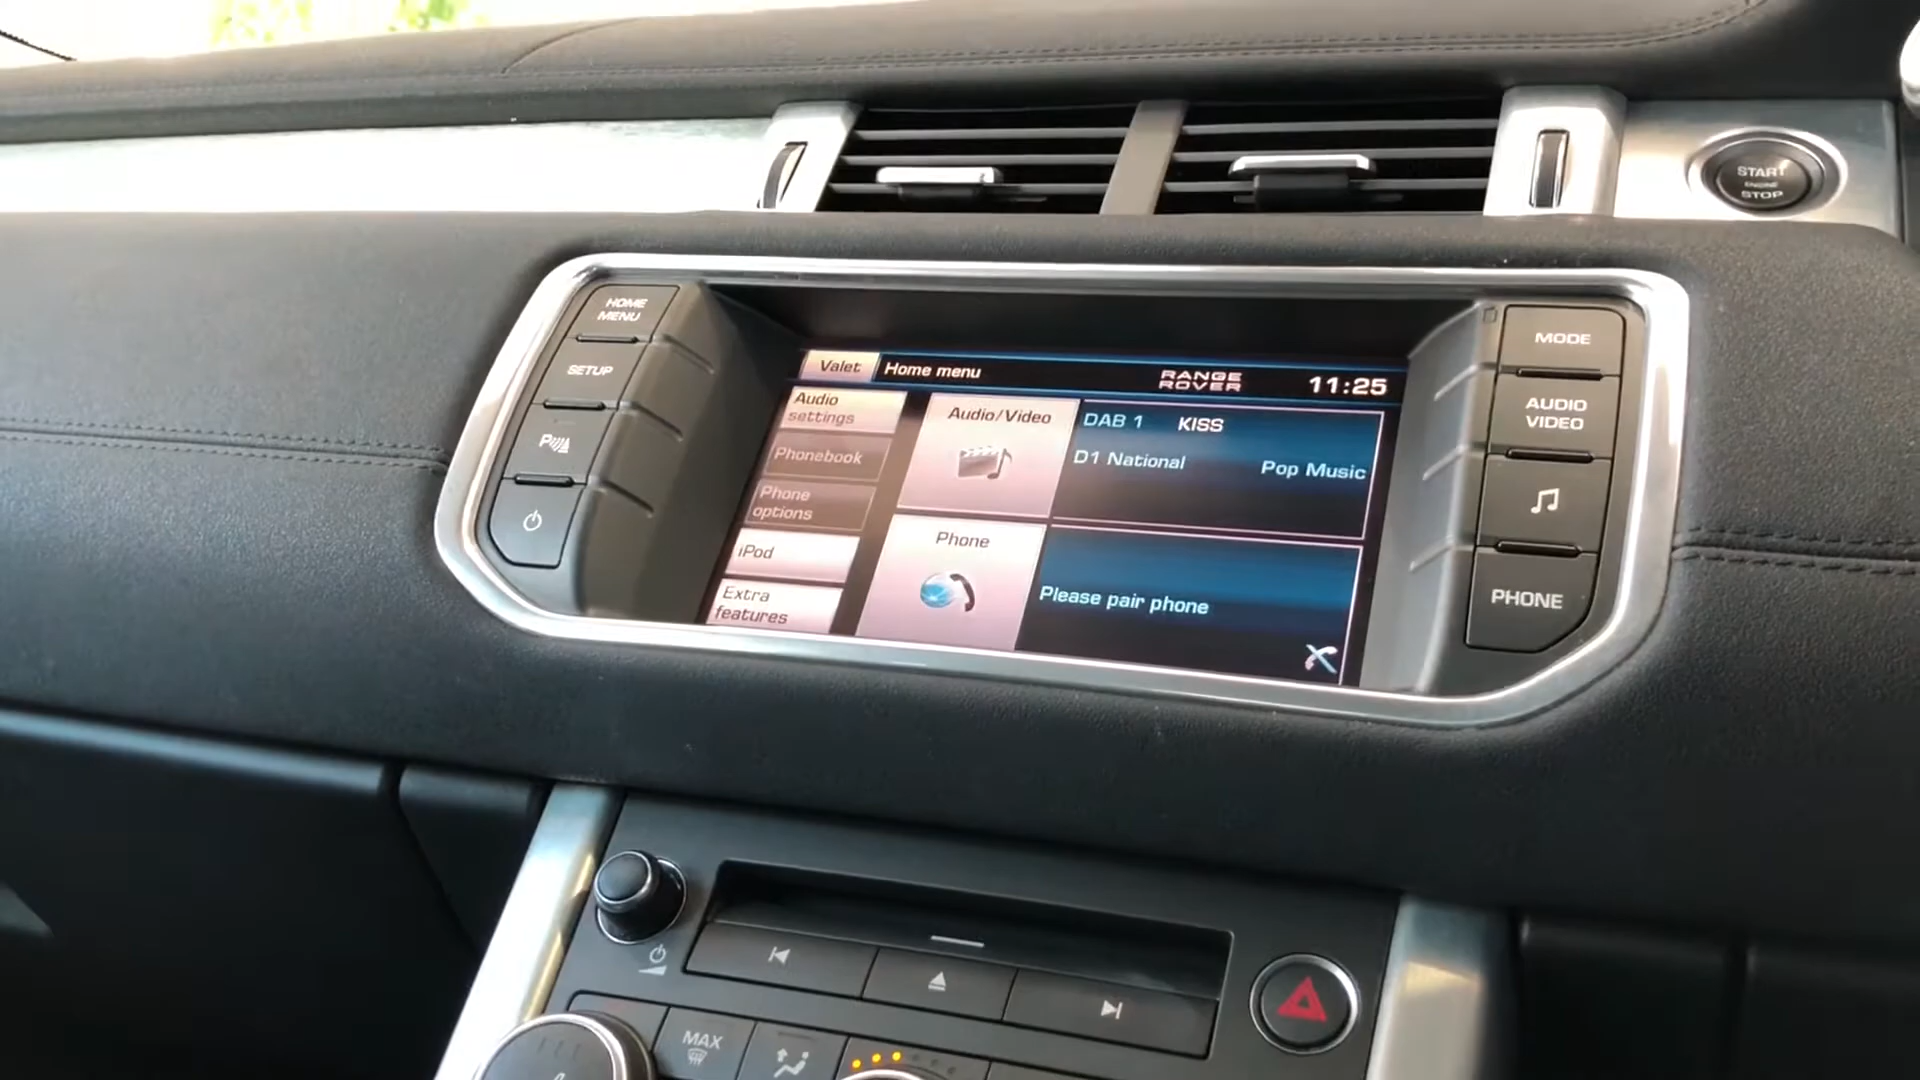 START
ENGINE
STOP
HOME
MENU
SETUP
P
MODE
AUDIO
VIDEO
PHONE
Valet
Home menu
RANGE
ROVER
11:25
Audio
settings
Phonebook
Phone
options
iPod
Extra
features
Audio/Video
DAB 1
KISS
D1 National
Pop Music
Phone
Please pair phone
MAX